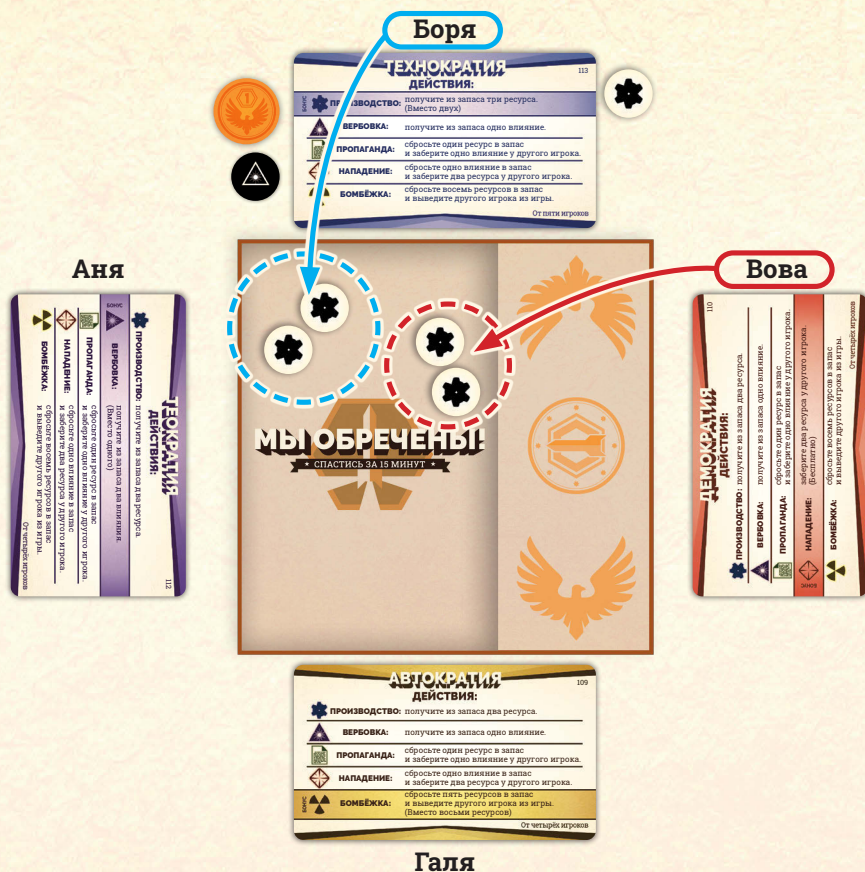 Боря
ТЕХНОКРАТИЯ
113
ДЕЙСТВИЯ:
БОНУС
ПРОИЗВОДСТВО: получите из запаса три ресурса.
(Вместо двух)
ВЕРБОВКА: получите из запаса одно влияние.
ПРОПАГАНДА: сбросьте один ресурс в запас
и заберите одно влияние у другого игрока.
НАПАДЕНИЕ: сбросьте одно влияние в запас
и заберите два ресурса у другого игрока.
БОМБЁЖКА: сбросьте восемь ресурсов в запас
и выведите другого игрока из игры.
От пяти игроков
Аня
ТЕОКРАТИЯ
112
ДЕЙСТВИЯ:
ПРОИЗВОДСТВО: получите из запаса два ресурса.
БОНУС
ВЕРБОВКА: получите из запаса два влияния.
(Вместо одного)
ПРОПАГАНДА: сбросьте один ресурс в запас
и заберите одно влияние у другого игрока.
НАПАДЕНИЕ: сбросьте одно влияние в запас
и заберите два ресурса у другого игрока.
БОМБЁЖКА: сбросьте восемь ресурсов в запас
и выведите другого игрока из игры.
От четырёх игроков
МЫ ОБРЕЧЕНЫ!
СПАСТИСЬ ЗА 15 МИНУТ
Вова
ДЕМОКРАТИЯ
110
ДЕЙСТВИЯ:
ПРОИЗВОДСТВО: получите из запаса два ресурса.
ВЕРБОВКА: получите из запаса одно влияние.
ПРОПАГАНДА: сбросьте один ресурс в запас
и заберите одно влияние у другого игрока.
БОНУС
НАПАДЕНИЕ: заберите два ресурса у другого игрока.
(Бесплатно)
БОМБЁЖКА: сбросьте восемь ресурсов в запас
и выведите другого игрока из игры.
От четырёх игроков
АВТОКРАТИЯ
109
ДЕЙСТВИЯ:
ПРОИЗВОДСТВО: получите из запаса два ресурса.
ВЕРБОВКА: получите из запаса одно влияние.
ПРОПАГАНДА: сбросьте один ресурс в запас
и заберите одно влияние у другого игрока.
НАПАДЕНИЕ: сбросьте одно влияние в запас
и заберите два ресурса у другого игрока.
БОНУС
БОМБЁЖКА: сбросьте пять ресурсов в запас
и выведите другого игрока из игры.
(Вместо восьми ресурсов)
От четырёх игроков
Галя